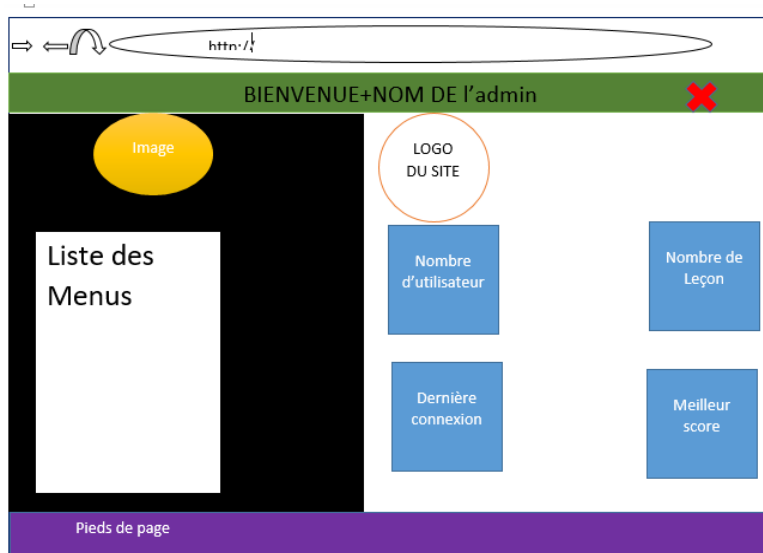 http:/
BIENVENUE+NOM DE l'admin
Image
LOGO
DU SITE
Liste des
Menus
Nombre
d'utilisateur
Nombre de
Leçon
Dernière
connexion
Meilleur
score
Pieds de page